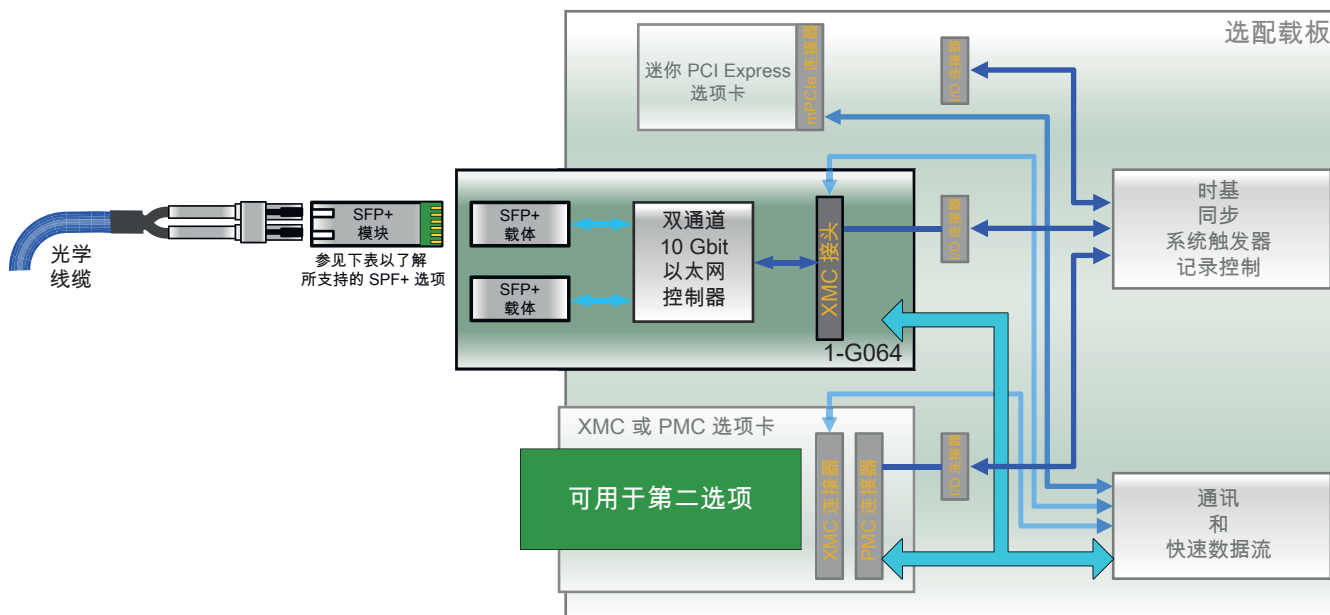 选配载板
迷你 PCI Express
选项卡
mPCIe 连接器
I/O 连接器
光学
线缆
SFP+
模块
参见下表以了解
所支持的 SPF+ 选项
SFP+
载体
SFP+
载体
双通道
10 Gbit
以太网
控制器
XMC 接头
1-G064
I/O 连接器
时基
同步
系统触发器
记录控制
XMC 或 PMC 选项卡
可用于第二选项
XMC 连接器
PMC 连接器
I/O 连接器
通讯
和
快速数据流